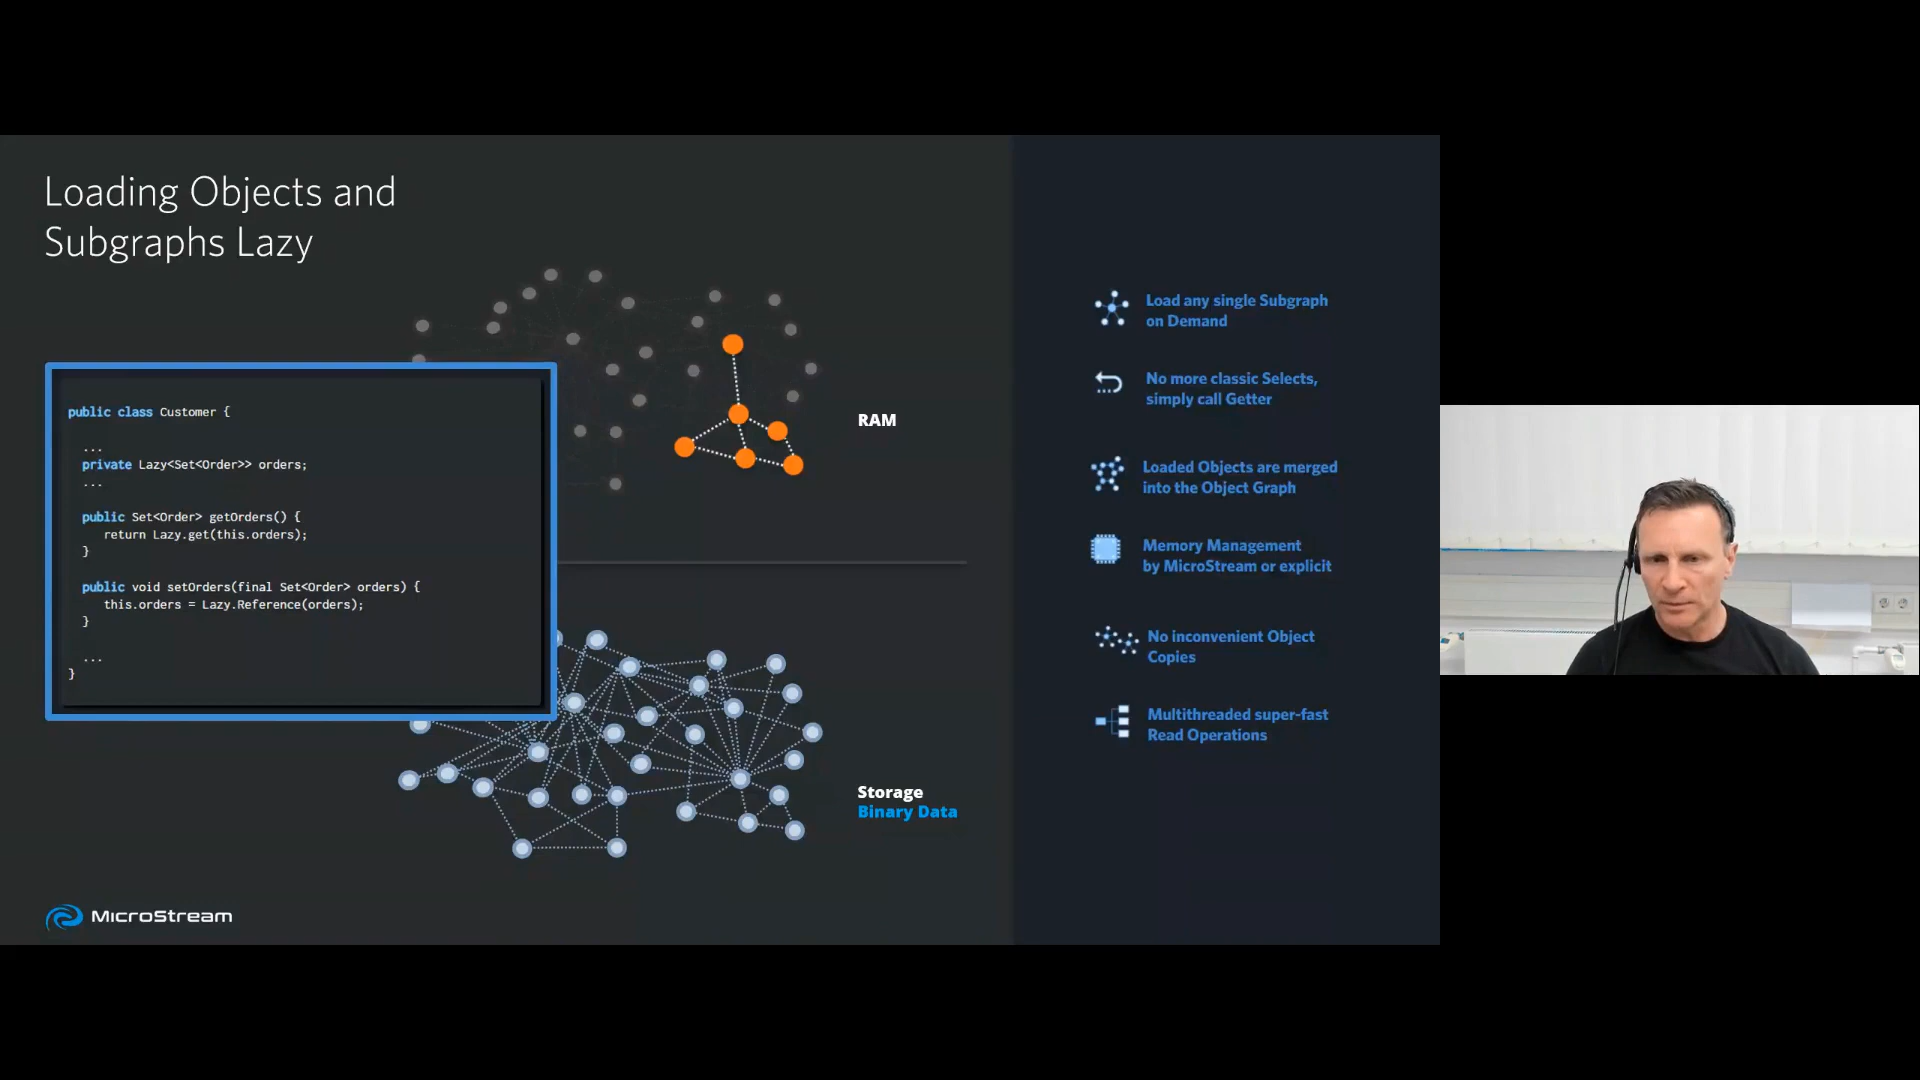 Loading Objects and
Subgraphs Lazy
public class Customer {
...
private Lazy<Set<Order>> orders;
...
public Set<Order> getOrders() {
return Lazy.get(this.orders);
}
public void setOrders(final Set<Order> orders) {
this.orders = Lazy.Reference(orders);
}
...
}
RAM
Storage
Binary Data
Load any single Subgraph
on Demand
No more classic Selects,
simply call Getter
Loaded Objects are merged
into the Object Graph
Memory Management
by MicroStream or explicit
No inconvenient Object
Copies
Multithreaded super-fast
Read Operations
MicroStream